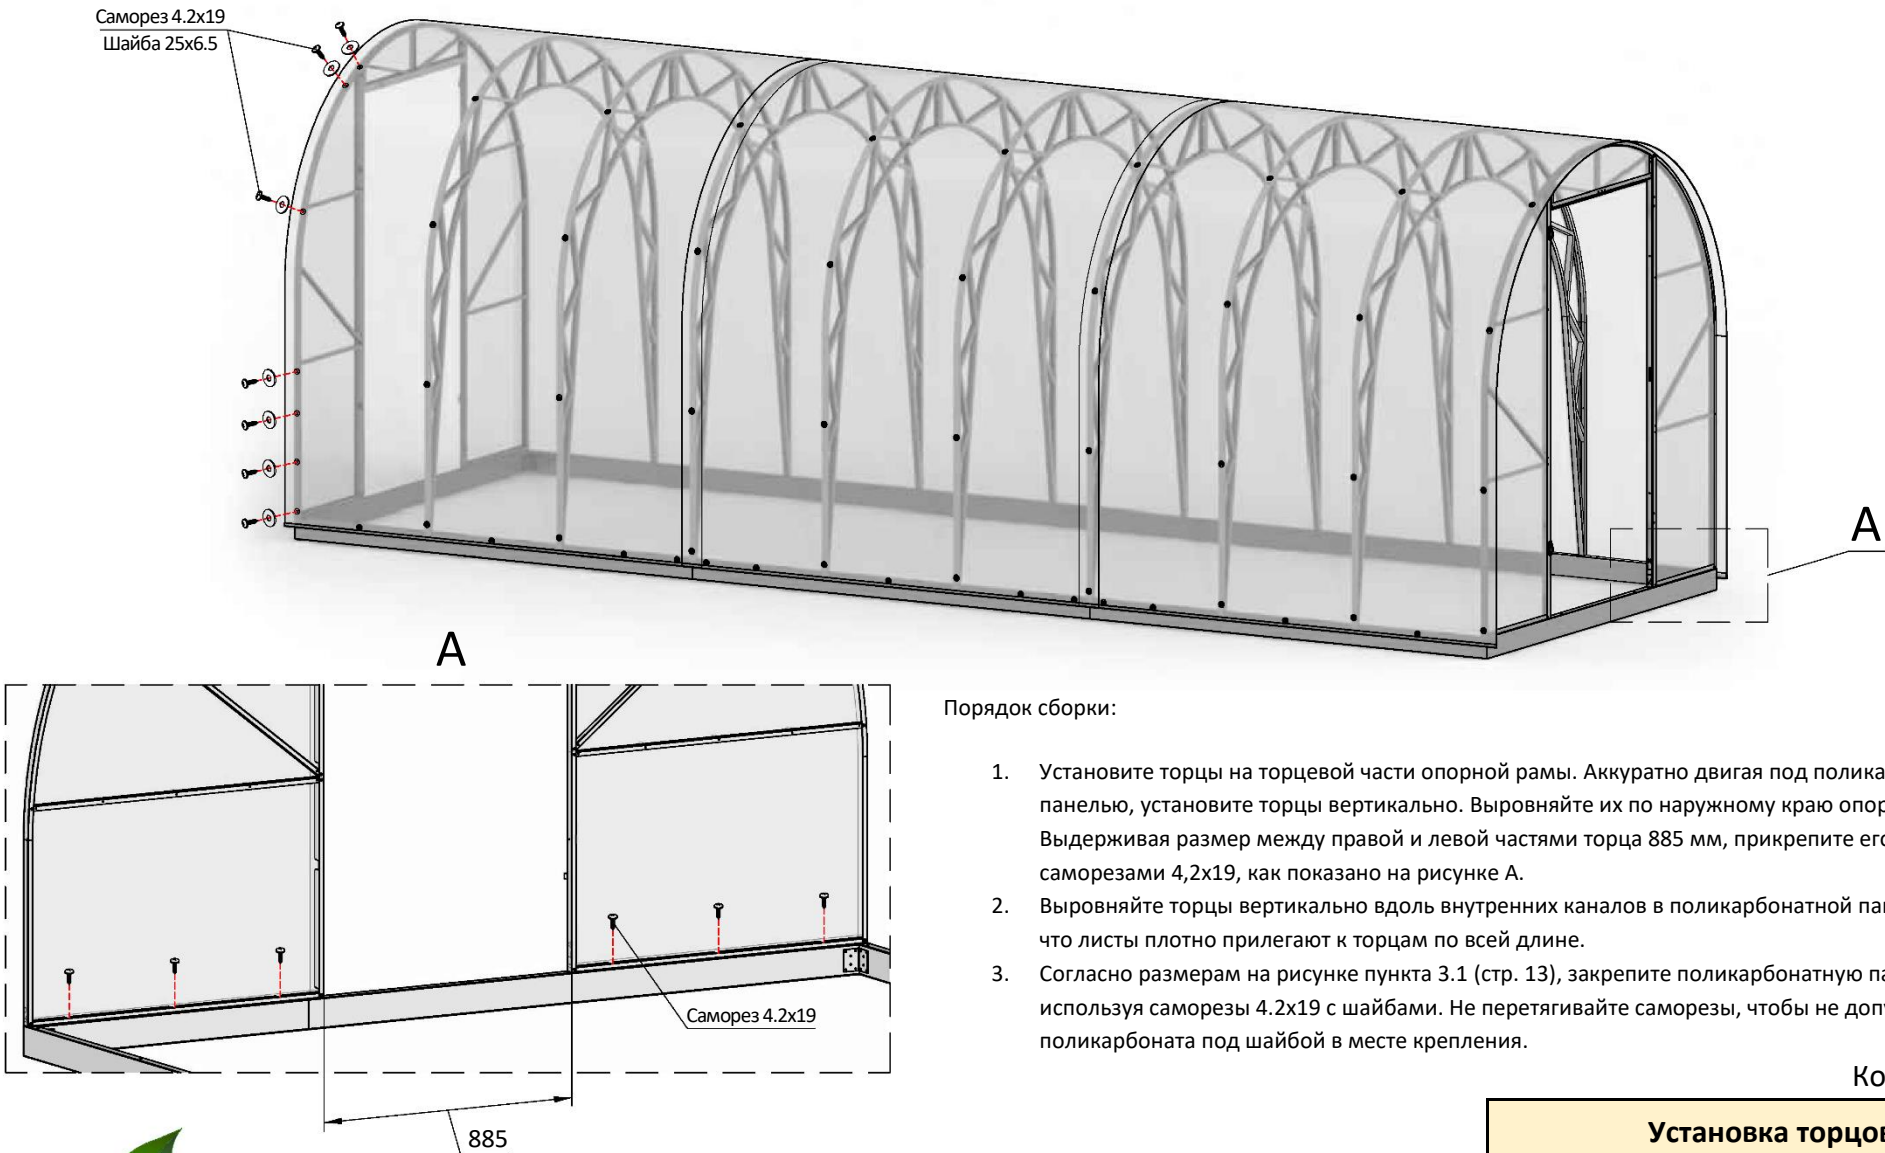 Саморез 4.2x19
Шайба 25x6.5
A
A
Саморез 4.2x19
885
Порядок сборки:
1. Установите торцы на торцевой части опорной рамы. Аккуратно двигая под полика
панелью, установите торцы вертикально. Выровняйте их по наружному краю опор
Выдерживая размер между правой и левой частями торца 885 мм, прикрепите его
саморезами 4,2х19, как показано на рисунке А.
2. Выровняйте торцы вертикально вдоль внутренних каналов в поликарбонатной па
что листы плотно прилегают к торцам по всей длине.
3. Согласно размерам на рисунке пункта 3.1 (стр. 13), закрепите поликарбонатную па
используя саморезы 4.2х19 с шайбами. Не перетягивайте саморезы, чтобы не допу
поликарбоната под шайбой в месте крепления.
Ко
Установка торцов